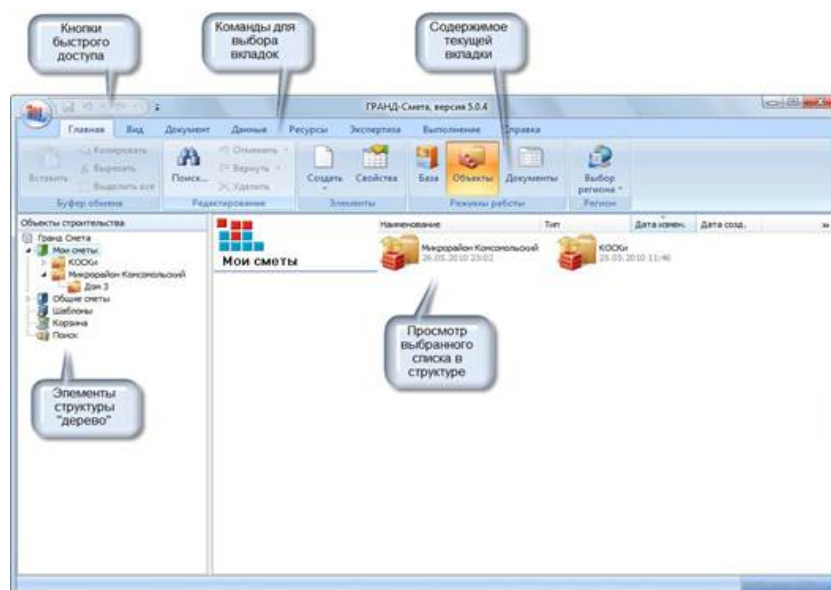 Кнопки
быстрого
доступа
Команды для
выбора
вкладок
Содержимое
текущей
вкладки
ГРАНД-Смета, версия 5.0.4
Главная Вид Документ Данные Ресурсы Экспертиза Выполнение Справка
Вставить
Копировать
Вырезать
Выделить все
Буфер обмена
Поиск...
Отменить
Вернуть
Удалить
Редактирование
Создать
Свойства
Элементы
База
Объекты
Документы
Режимы работы
Выбор
региона
Регион
Объекты строительства
Гранд Смета
Мои сметы
КОСКи
Микрорайон Комсомольский
Дом 3
Общие сметы
Шаблоны
Корзина
Поиск
Мои сметы
Наименование Тип Дата измен. Дата созд. »
Микрорайон Комсомольский
26.05.2010 23:02
КОСКи
25.05.2010 11:46
Просмотр
выбранного
списка в
структуре
Элементы
структуры
"дерево"